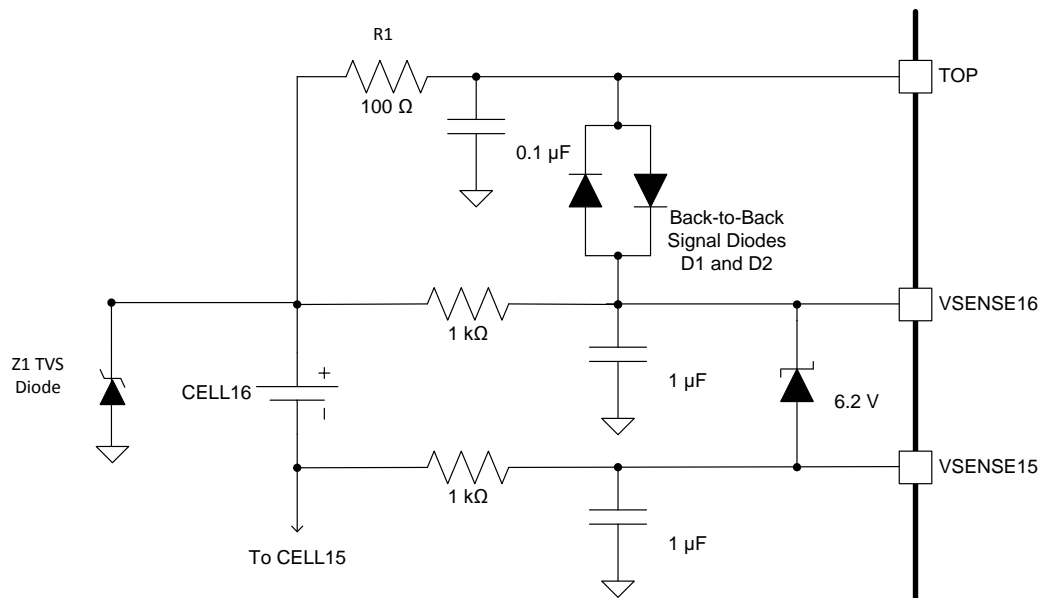 R1
100 Ω
TOP
0.1 µF
Back-to-Back
Signal Diodes
D1 and D2
VSENSE16
1 kΩ
Z1 TVS
Diode
CELL16
+
–
1 µF
6.2 V
VSENSE15
1 kΩ
1 µF
To CELL15